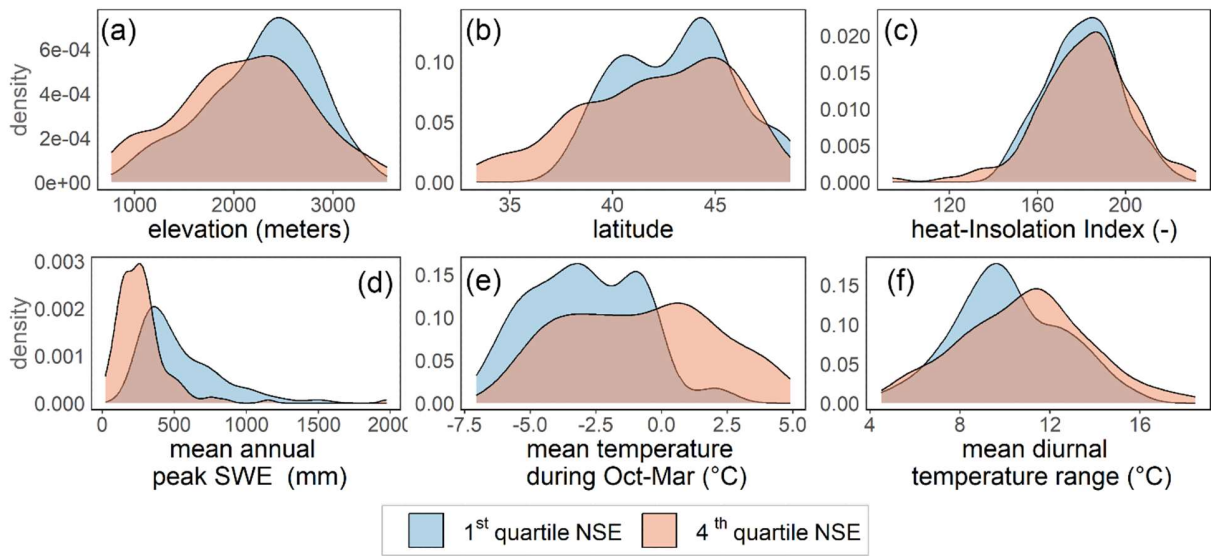 (a)
(b)
(c)
density
6e-04
4e-04
2e-04
0e+00
0.10
0.05
0.00
0.020
0.015
0.010
0.005
0.000
1000 2000 3000
35 40 45
120 160 200
elevation (meters)
latitude
heat-Insolation Index (-)
(d)
(e)
(f)
density
0.003
0.002
0.001
0.000
0.15
0.10
0.05
0.00
0.15
0.10
0.05
0.00
0 500 1000 1500 2000
-7.5 -5.0 -2.5 0.0 2.5 5.0
4 8 12 16
mean annual
peak SWE (mm)
mean temperature
during Oct-Mar (°C)
mean diurnal
temperature range (°C)
1st quartile NSE
4th quartile NSE